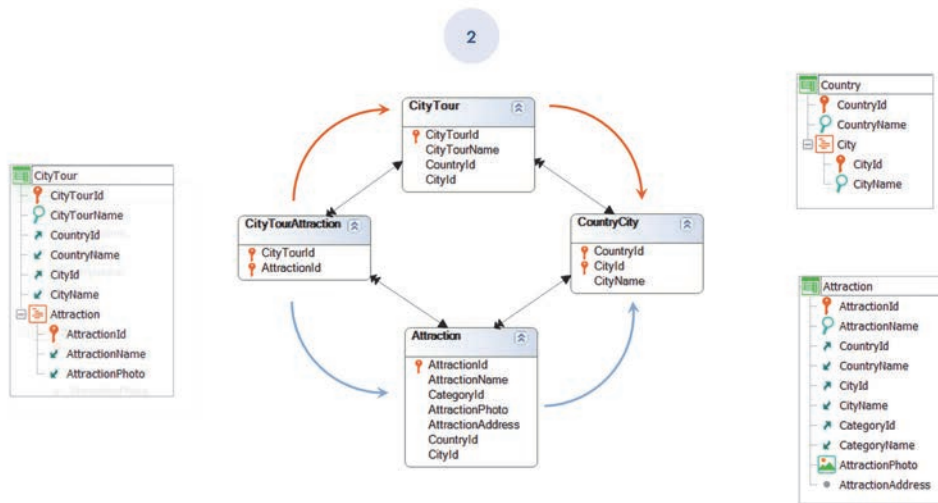 2
CityTour
CityTourId
CityTourName
CountryId
CountryName
CityId
CityName
Attraction
AttractionId
AttractionName
AttractionPhoto
CityTour
CityTourId
CityTourName
CountryId
CityId
CityTourAttraction
CityTourId
AttractionId
CountryCity
CountryId
CityId
CityName
Attraction
AttractionId
AttractionName
CategoryId
AttractionPhoto
AttractionAddress
CountryId
CityId
Country
CountryId
CountryName
City
CityId
CityName
Attraction
AttractionId
AttractionName
CountryId
CountryName
CityId
CityName
CategoryId
CategoryName
AttractionPhoto
AttractionAddress